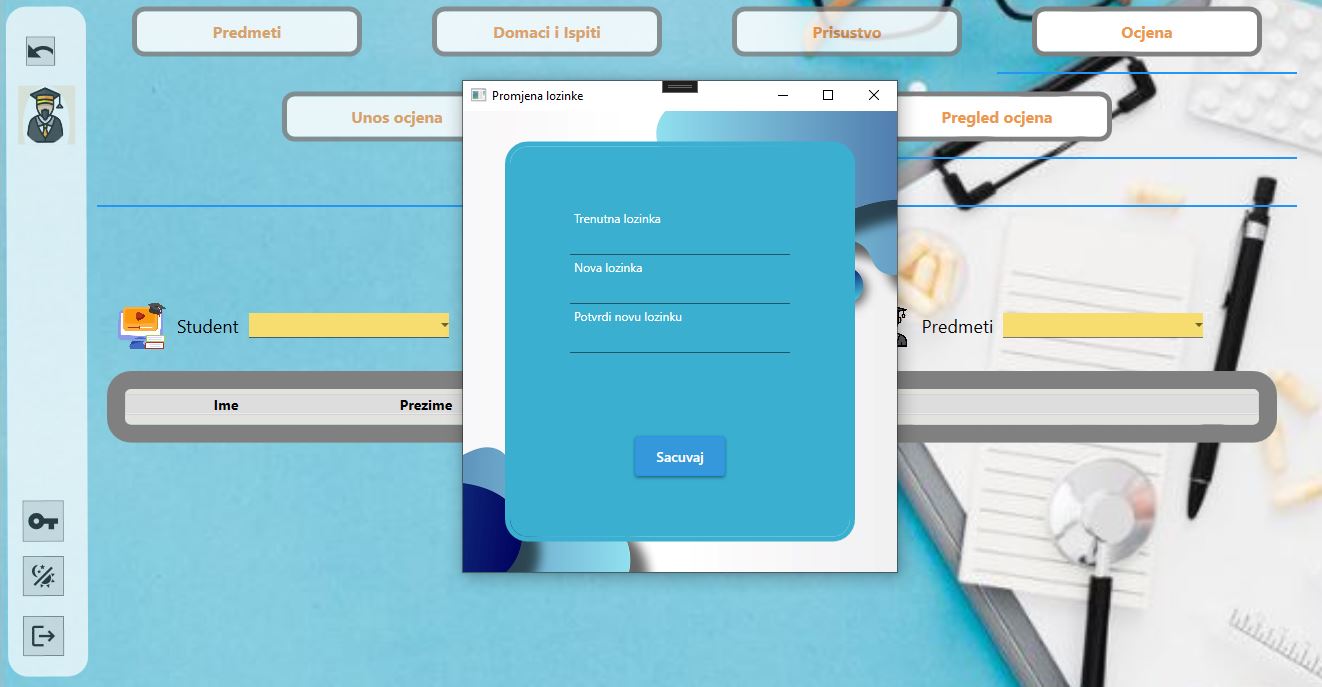 Predmeti
Domaci i Ispiti
Prisustvo
Ocjena
Promjena lozinke
Unos ocjena
Pregled ocjena
Trenutna lozinka
Nova lozinka
Potvrdi novu lozinku
Student
Predmeti
Ime
Prezime
Sacuvaj